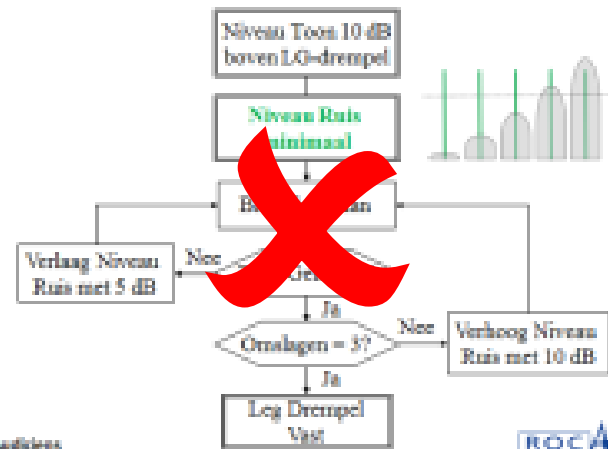 Niveau Toon 10 dB
boven LG-drempel
Niveau Ruis
minimaal
Verlaag Niveau
Ruis met 5 dB
Nee
Ja
Omslagen = 3?
Nee
Verhoog Niveau
Ruis met 10 dB
Ja
Leg Drempel
Vast
ROCA